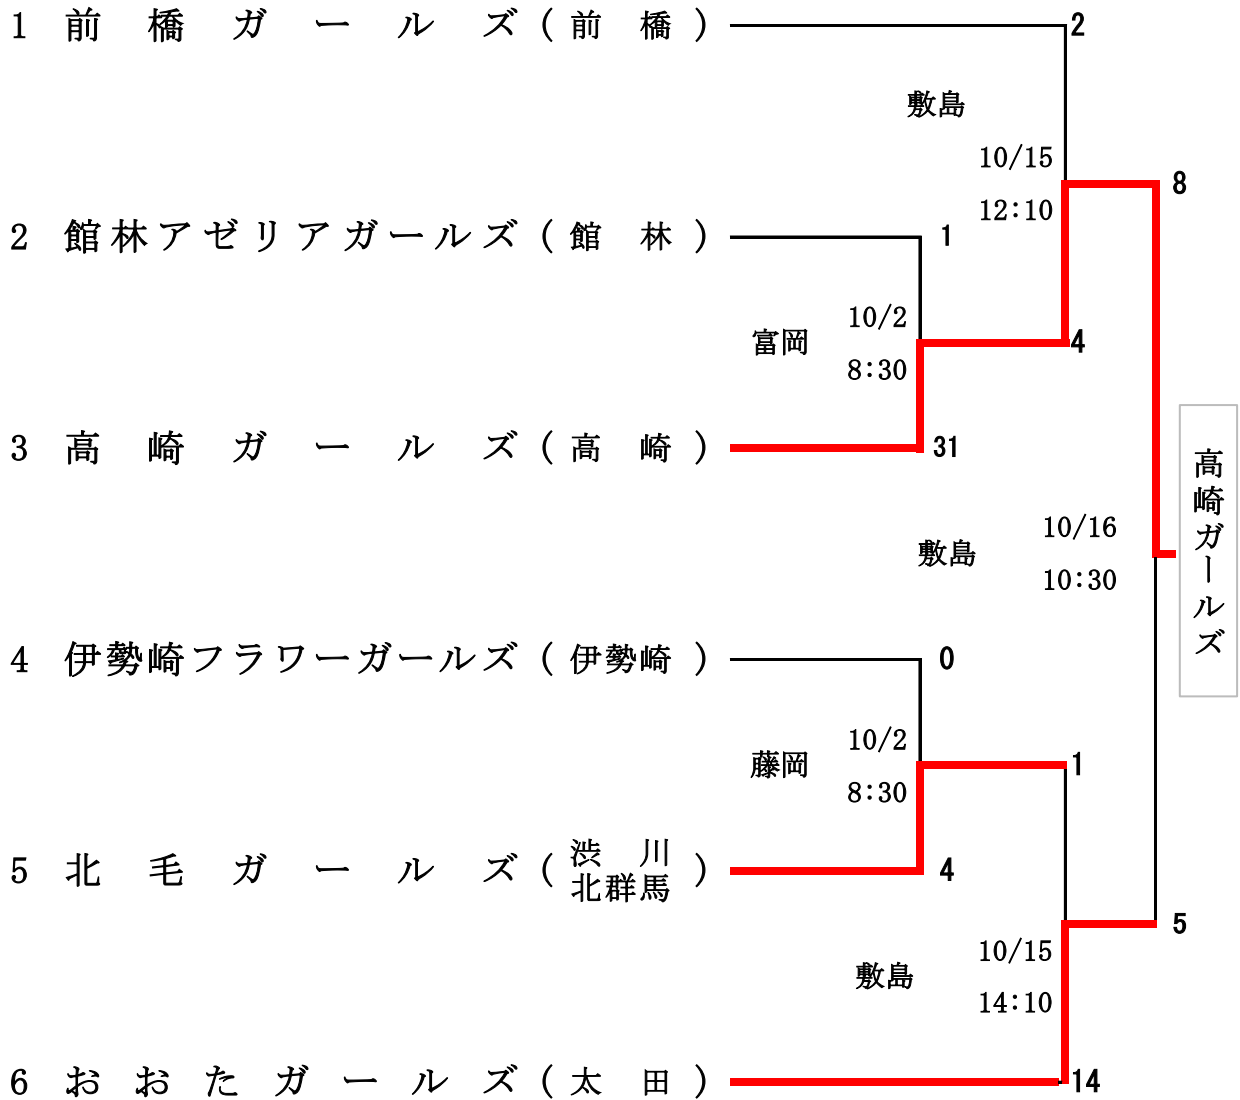 1 前橋ガールズ(前橋) 2
敷島
10/15
12:10
8
2 館林アゼリアガールズ(館林) 1
富岡
10/2
8:30
4
3 高崎ガールズ(高崎) 31
敷島
10/16
10:30
高崎ガールズ
4 伊勢崎フラワーガールズ(伊勢崎) 0
藤岡
10/2
8:30
1
5 北毛ガールズ(渋川
北群馬) 4
5
敷島
10/15
14:10
6 おおたガールズ(太田) 14